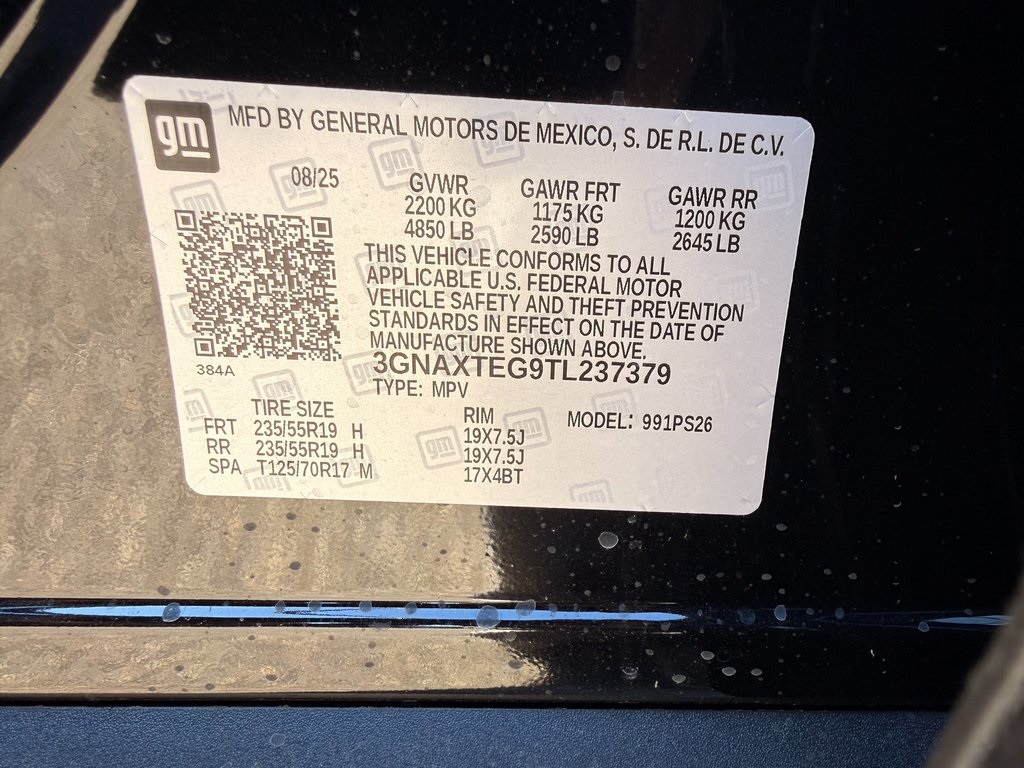 gm
MFD BY GENERAL MOTORS DE MEXICO, S. DE R.L. DE C.V.
08/25 GVWR GAWR FRT GAWR RR
2200 KG 1175 KG 1200 KG
4850 LB 2590 LB 2645 LB
THIS VEHICLE CONFORMS TO ALL
APPLICABLE U.S. FEDERAL MOTOR
VEHICLE SAFETY AND THEFT PREVENTION
STANDARDS IN EFFECT ON THE DATE OF
MANUFACTURE SHOWN ABOVE.
384A
3GNAXTEG9TL237379
TYPE: MPV
TIRE SIZE RIM MODEL: 991PS26
FRT 235/55R19 H 19X7.5J
RR 235/55R19 H 19X7.5J
SPA T125/70R17 M 17X4BT